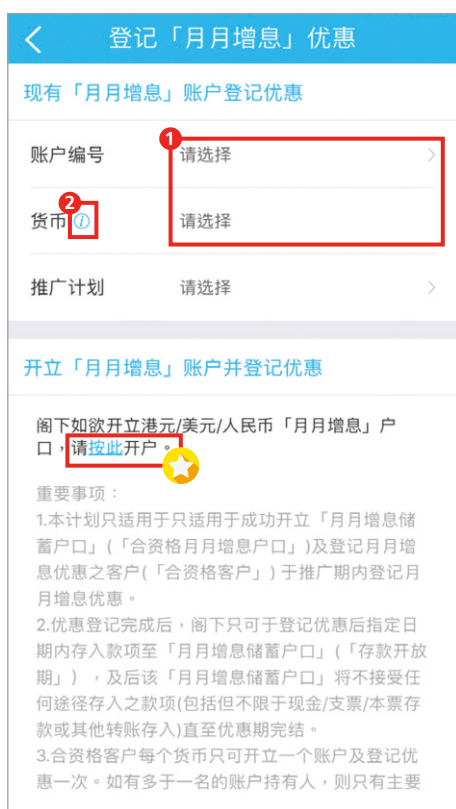 登记「月月增息」优惠
现有「月月增息」账户登记优惠
1
账户编号 请选择
2
货币 i 请选择
推广计划 请选择
开立「月月增息」账户并登记优惠
阁下如欲开立港元/美元/人民币「月月增息」户
口，请按此开户。
重要事项：
1.本计划只适用于只适用于成功开立「月月增息储
蓄户口」(「合资格月月增息户口」)及登记月月增
息优惠之客户(「合资格客户」) 于推广期内登记月
月增息优惠。
2.优惠登记完成后，阁下只可于登记优惠后指定日
期内存入款项至「月月增息储蓄户口」(「存款开放
期」) ，及后该「月月增息储蓄户口」将不接受任
何途径存入之款项(包括但不限于现金/支票/本票存
款或其他转账存入)直至优惠期完结。
3.合资格客户每个货币只可开立一个账户及登记优
惠一次。如有多于一名的账户持有人，则只有主要